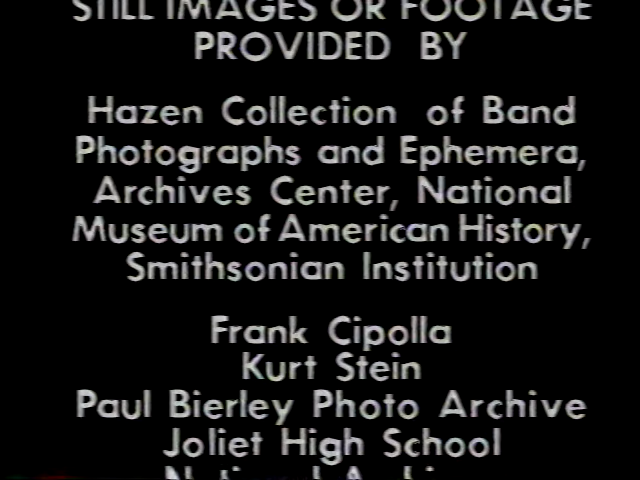 STILL IMAGES OR FOOTAGE
PROVIDED BY
Hazen Collection of Band
Photographs and Ephemera,
Archives Center, National
Museum of American History,
Smithsonian Institution
Frank Cipolla
Kurt Stein
Paul Bierley Photo Archive
Joliet High School